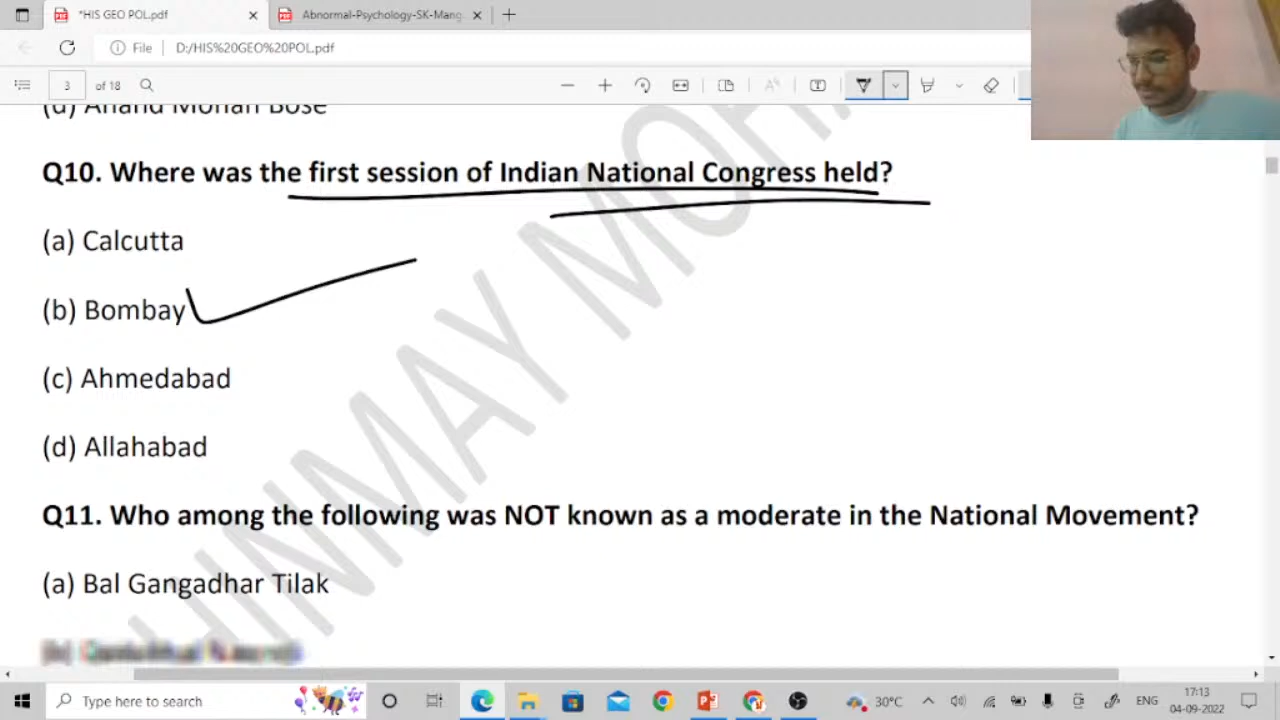 *HIS GEO POL.pdf
Abnormal-Psychology-SK-Mang
File
D:/HIS%20GEO%20POL.pdf
3 of 18
(d) Anand Mohan Bose
Q10. Where was the first session of Indian National Congress held?
(a) Calcutta
(b) Bombay
(c) Ahmedabad
(d) Allahabad
Q11. Who among the following was NOT known as a moderate in the National Movement?
(a) Bal Gangadhar Tilak
Type here to search
30°C
ENG
17:13
04-09-2022